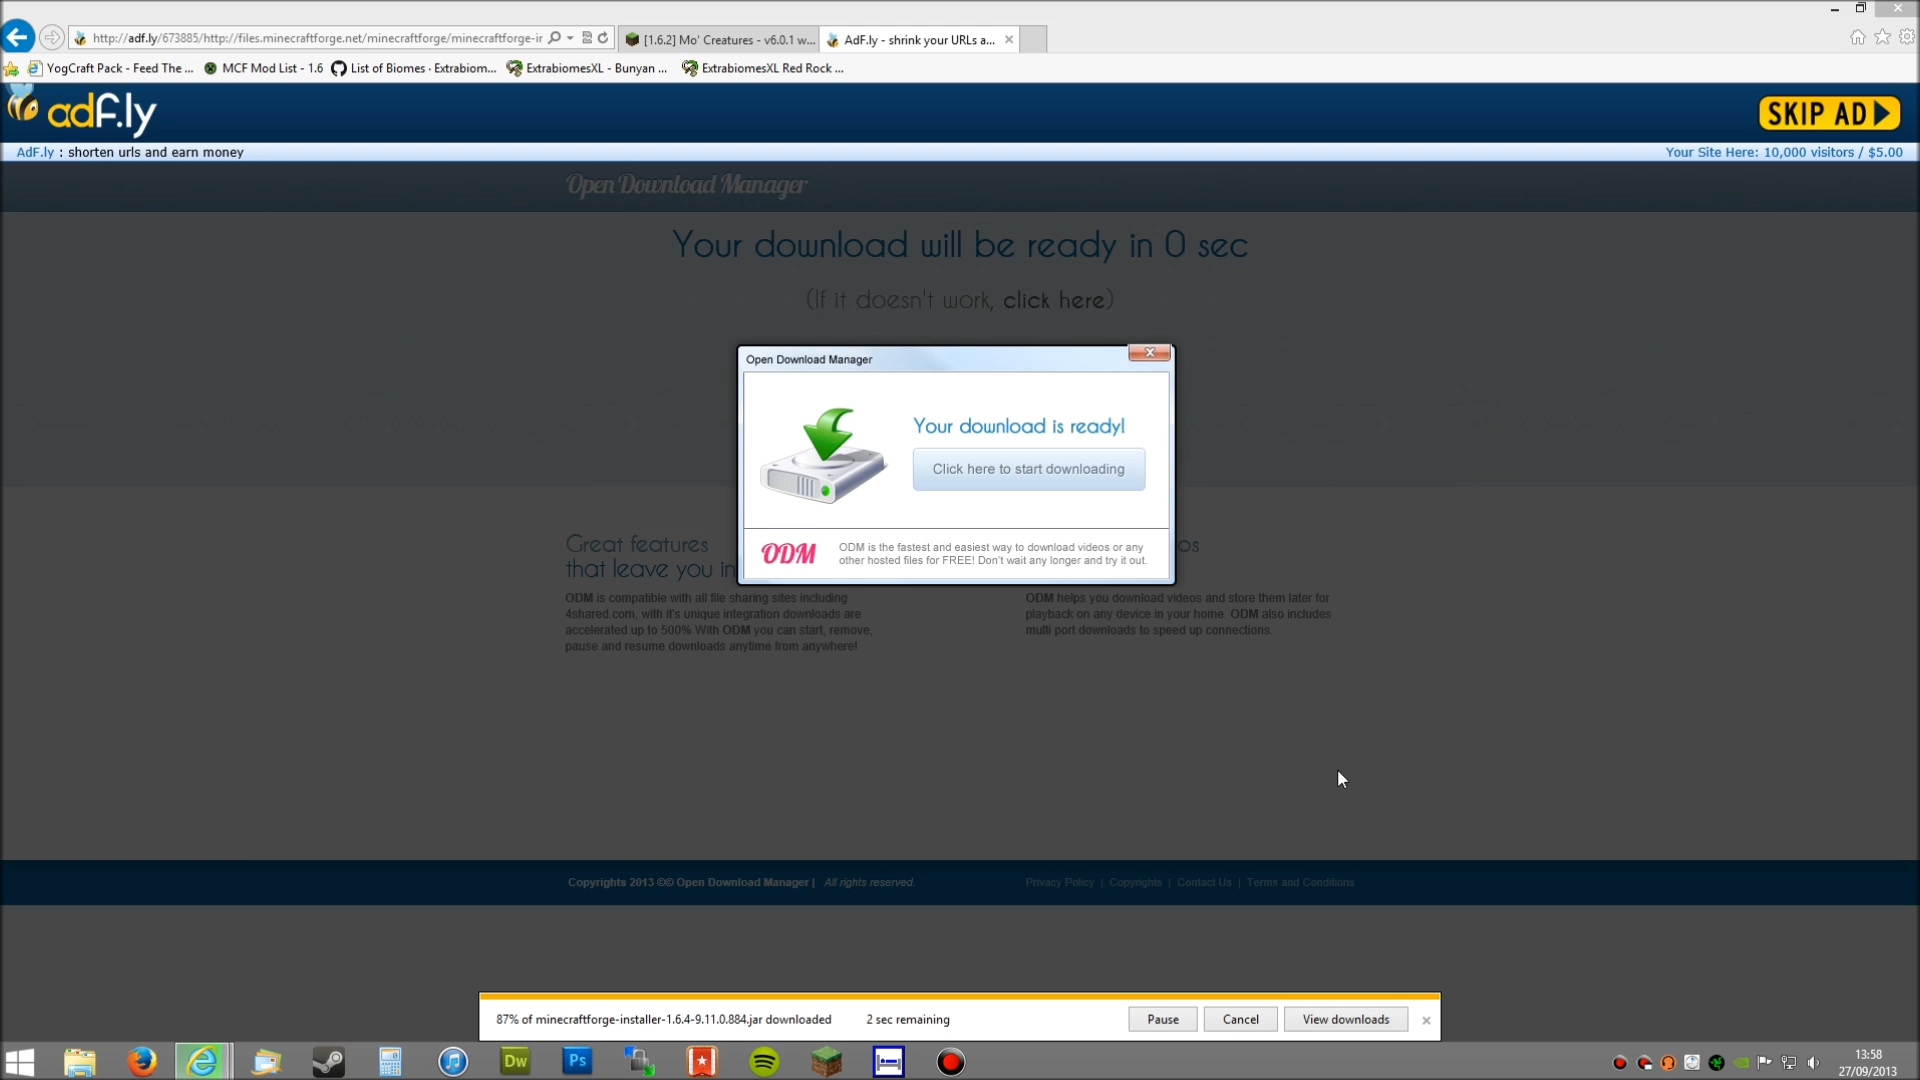 http://adf.ly/673885/http://files.minecraftforge.net/minecraftforge/minecraftforge-ir
[1.6.2] Mo' Creatures - v6.0.1 w...
AdF.ly - shrink your URLs a...
YogCraft Pack - Feed The ...
MCF Mod List - 1.6
List of Biomes · Extrabiom...
ExtrabiomesXL - Bunyan ...
ExtrabiomesXL Red Rock ...
adf.ly
SKIP AD
AdF.ly : shorten urls and earn money
Your Site Here: 10,000 visitors / $5.00
Open Download Manager
Your download will be ready in 0 sec
(If it doesn't work, click here)
Open Download Manager
Your download is ready!
Click here to start downloading
ODM
ODM is the fastest and easiest way to download videos or any
other hosted files for FREE! Don't wait any longer and try it out.
Great features
that leave you in
os
ODM is compatible with all file sharing sites including
4shared.com, with it's unique integration downloads are
accelerated up to 500% With ODM you can start, remove,
pause and resume downloads anytime from anywhere!
ODM helps you download videos and store them later for
playback on any device in your home. ODM also includes
multi port downloads to speed up connections.
Copyrights 2013 ©© Open Download Manager | All rights reserved.
Privacy Policy | Copyrights | Contact Us | Terms and Conditions
87% of minecraftforge-installer-1.6.4-9.11.0.884.jar downloaded
2 sec remaining
Pause
Cancel
View downloads
Dw
Ps
13:58
27/09/2013